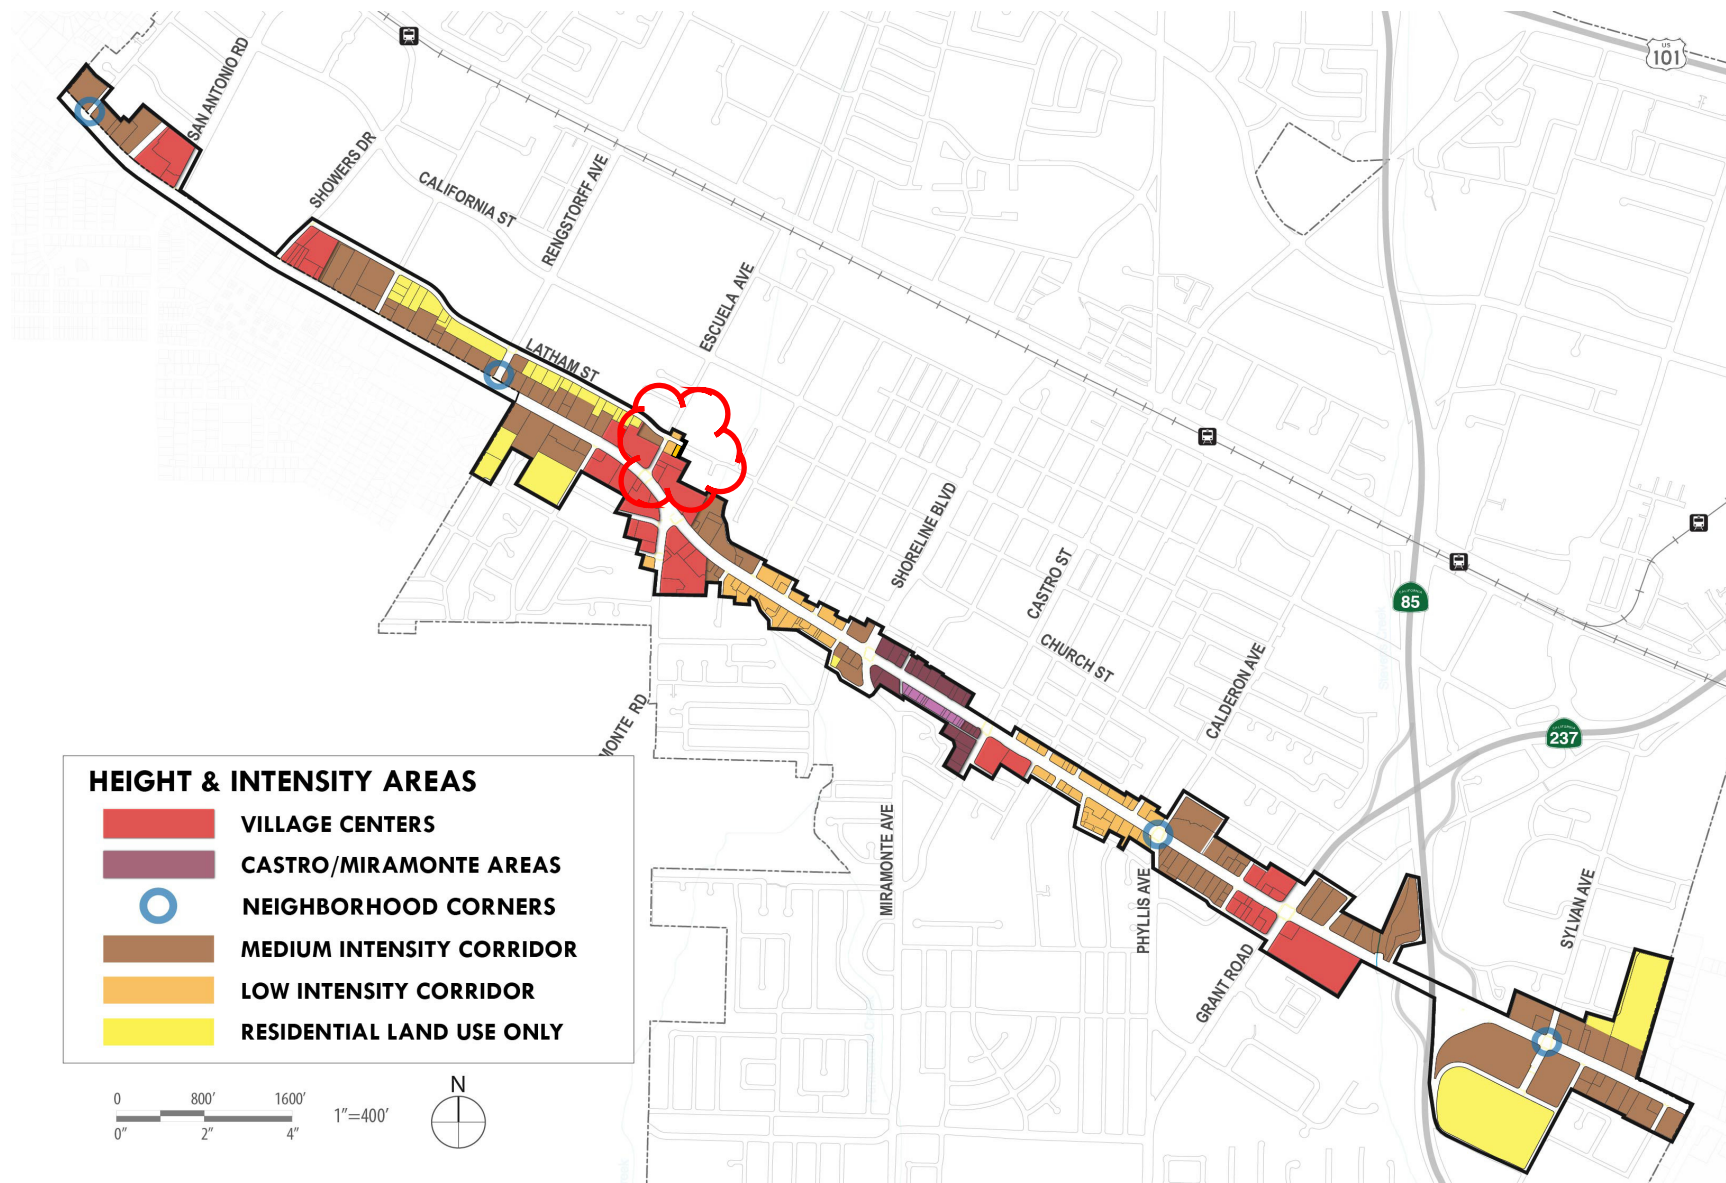 US
101
SAN ANTONIO RD
SHOWERS DR
CALIFORNIA ST
RENGSTORFF AVE
ESCUELA AVE
LATHAM ST
SHORELINE BLVD
CASTRO ST
CHURCH ST
CALIFORNIA
85
CALDERON AVE
CALIFORNIA
237
MONTE RD
MIRAMONTE AVE
PHYLLIS AVE
GRANT ROAD
SYLVAN AVE
HEIGHT & INTENSITY AREAS
VILLAGE CENTERS
CASTRO/MIRAMONTE AREAS
NEIGHBORHOOD CORNERS
MEDIUM INTENSITY CORRIDOR
LOW INTENSITY CORRIDOR
RESIDENTIAL LAND USE ONLY
0 800' 1600'
0" 2" 4"
1"=400'
N